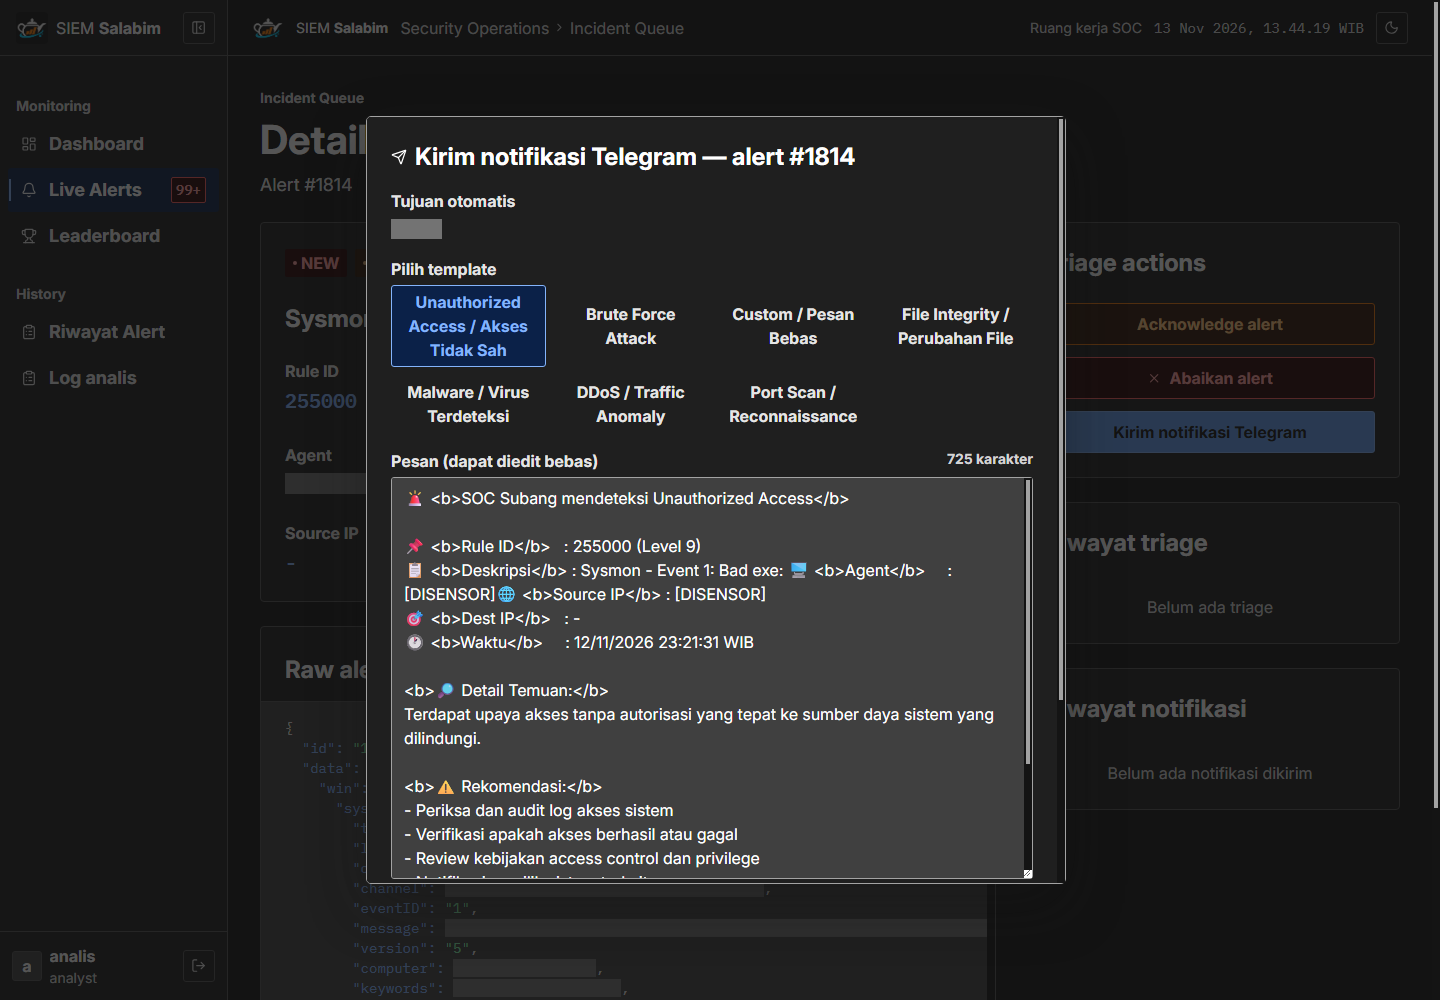 SIEM Salabim
SIEM Salabim Security Operations › Incident Queue
Ruang kerja SOC 13 Nov 2026, 13.44.19 WIB
Monitoring
Dashboard
Live Alerts 99+
Leaderboard
History
Riwayat Alert
Log analis
a
analis
analyst
Incident Queue
Detail
Alert #1814
• NEW
Sysmon
Rule ID
255000
Agent
Source IP
-
Raw ale
{
"id":
"data":
"win":
"channel": ,
"eventID": "1",
"message":
"version": "5",
"computer": ,
"keywords": ,
Kirim notifikasi Telegram — alert #1814
Tujuan otomatis
Pilih template
Unauthorized
Access / Akses
Tidak Sah
Brute Force
Attack
Custom / Pesan
Bebas
File Integrity /
Perubahan File
Malware / Virus
Terdeteksi
DDoS / Traffic
Anomaly
Port Scan /
Reconnaissance
Pesan (dapat diedit bebas)
725 karakter
🚨 <b>SOC Subang mendeteksi Unauthorized Access</b>
📌 <b>Rule ID</b> : 255000 (Level 9)
📋 <b>Deskripsi</b> : Sysmon - Event 1: Bad exe: 🖥️ <b>Agent</b> :
[DISENSOR]🌐 <b>Source IP</b> : [DISENSOR]
🎯 <b>Dest IP</b> : -
🕐 <b>Waktu</b> : 12/11/2026 23:21:31 WIB
<b>🔎 Detail Temuan:</b>
Terdapat upaya akses tanpa autorisasi yang tepat ke sumber daya sistem yang
dilindungi.
<b>⚠️ Rekomendasi:</b>
- Periksa dan audit log akses sistem
- Verifikasi apakah akses berhasil atau gagal
- Review kebijakan access control dan privilege
riage actions
Acknowledge alert
× Abaikan alert
Kirim notifikasi Telegram
wayat triage
Belum ada triage
wayat notifikasi
Belum ada notifikasi dikirim